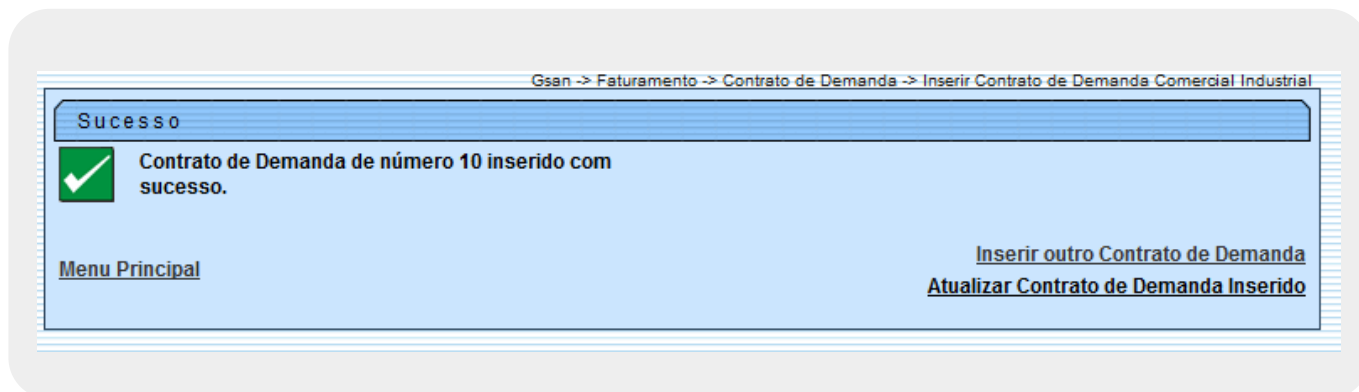 Gsan -> Faturamento -> Contrato de Demanda -> Inserir Contrato de Demanda Comercial Industrial
Sucesso
Contrato de Demanda de número 10 inserido com
sucesso.
Inserir outro Contrato de Demanda
Menu Principal
Atualizar Contrato de Demanda Inserido